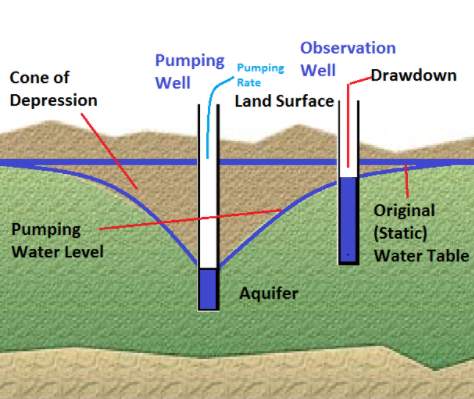 Pumping
Well
Pumping
Rate
Observation
Well
Drawdown
Cone of
Depression
Land Surface
Pumping
Water Level
Original
(Static)
Water Table
Aquifer